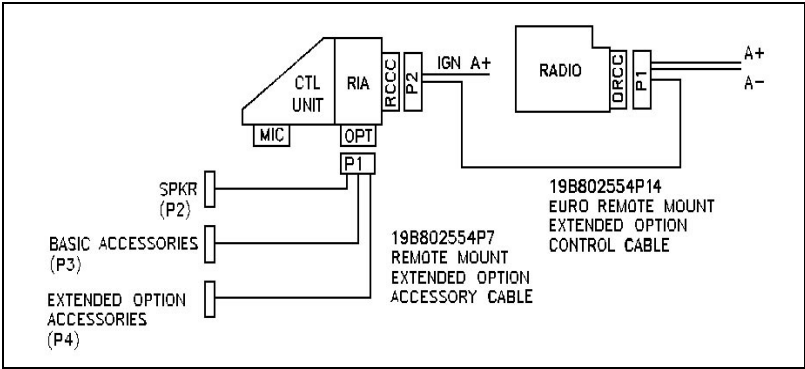 CTL
UNIT
RIA
RCCC
P2
IGN A+
RADIO
ORCC
P1
A+
A-
MIC
OPT
P1
SPKR
(P2)
BASIC ACCESSORIES
(P3)
EXTENDED OPTION
ACCESSORIES
(P4)
19B802554P7
REMOTE MOUNT
EXTENDED OPTION
ACCESSORY CABLE
19B802554P14
EURO REMOTE MOUNT
EXTENDED OPTION
CONTROL CABLE